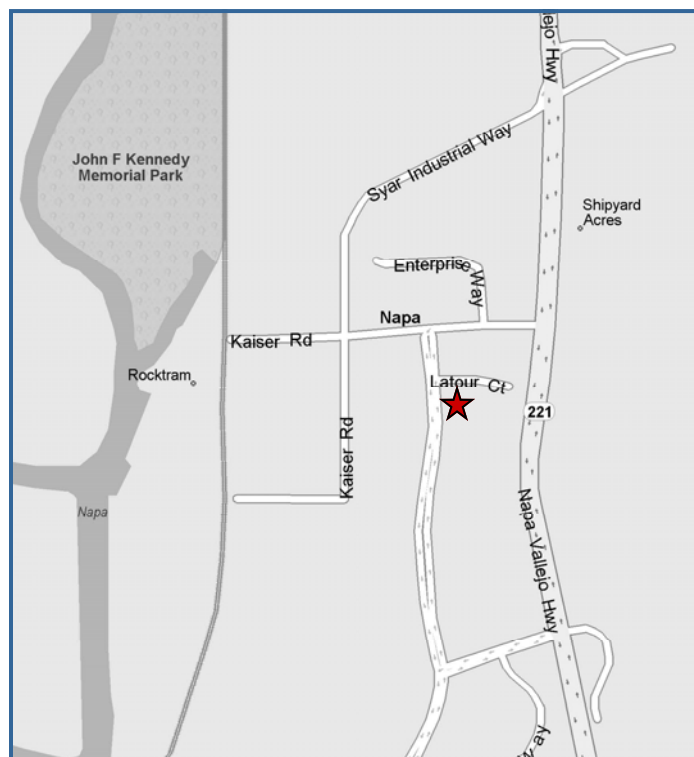 ejo Hwy
John F Kennedy
Memorial Park
Syar Industrial Way
Shipyard
Acres
Enterprise Way
Napa
Kaiser Rd
Rocktram
Latour Ct
221
Kaiser Rd
Napa
Napa-Vallejo Hwy
way